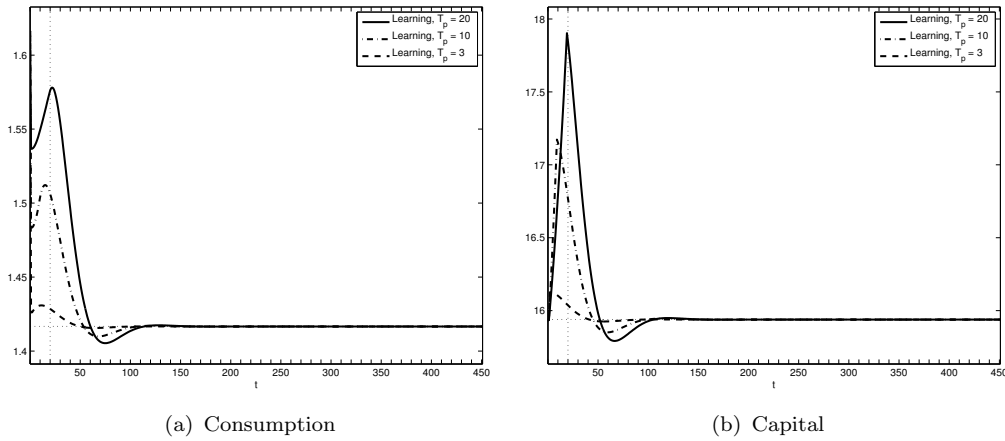 Learning, T_p = 20
Learning, T_p = 10
Learning, T_p = 3
1.6
1.55
1.5
1.45
1.4
50 100 150 200 250 300 350 400 450
t
(a) Consumption
Learning, T_p = 20
Learning, T_p = 10
Learning, T_p = 3
18
17.5
17
16.5
16
50 100 150 200 250 300 350 400 450
t
(b) Capital